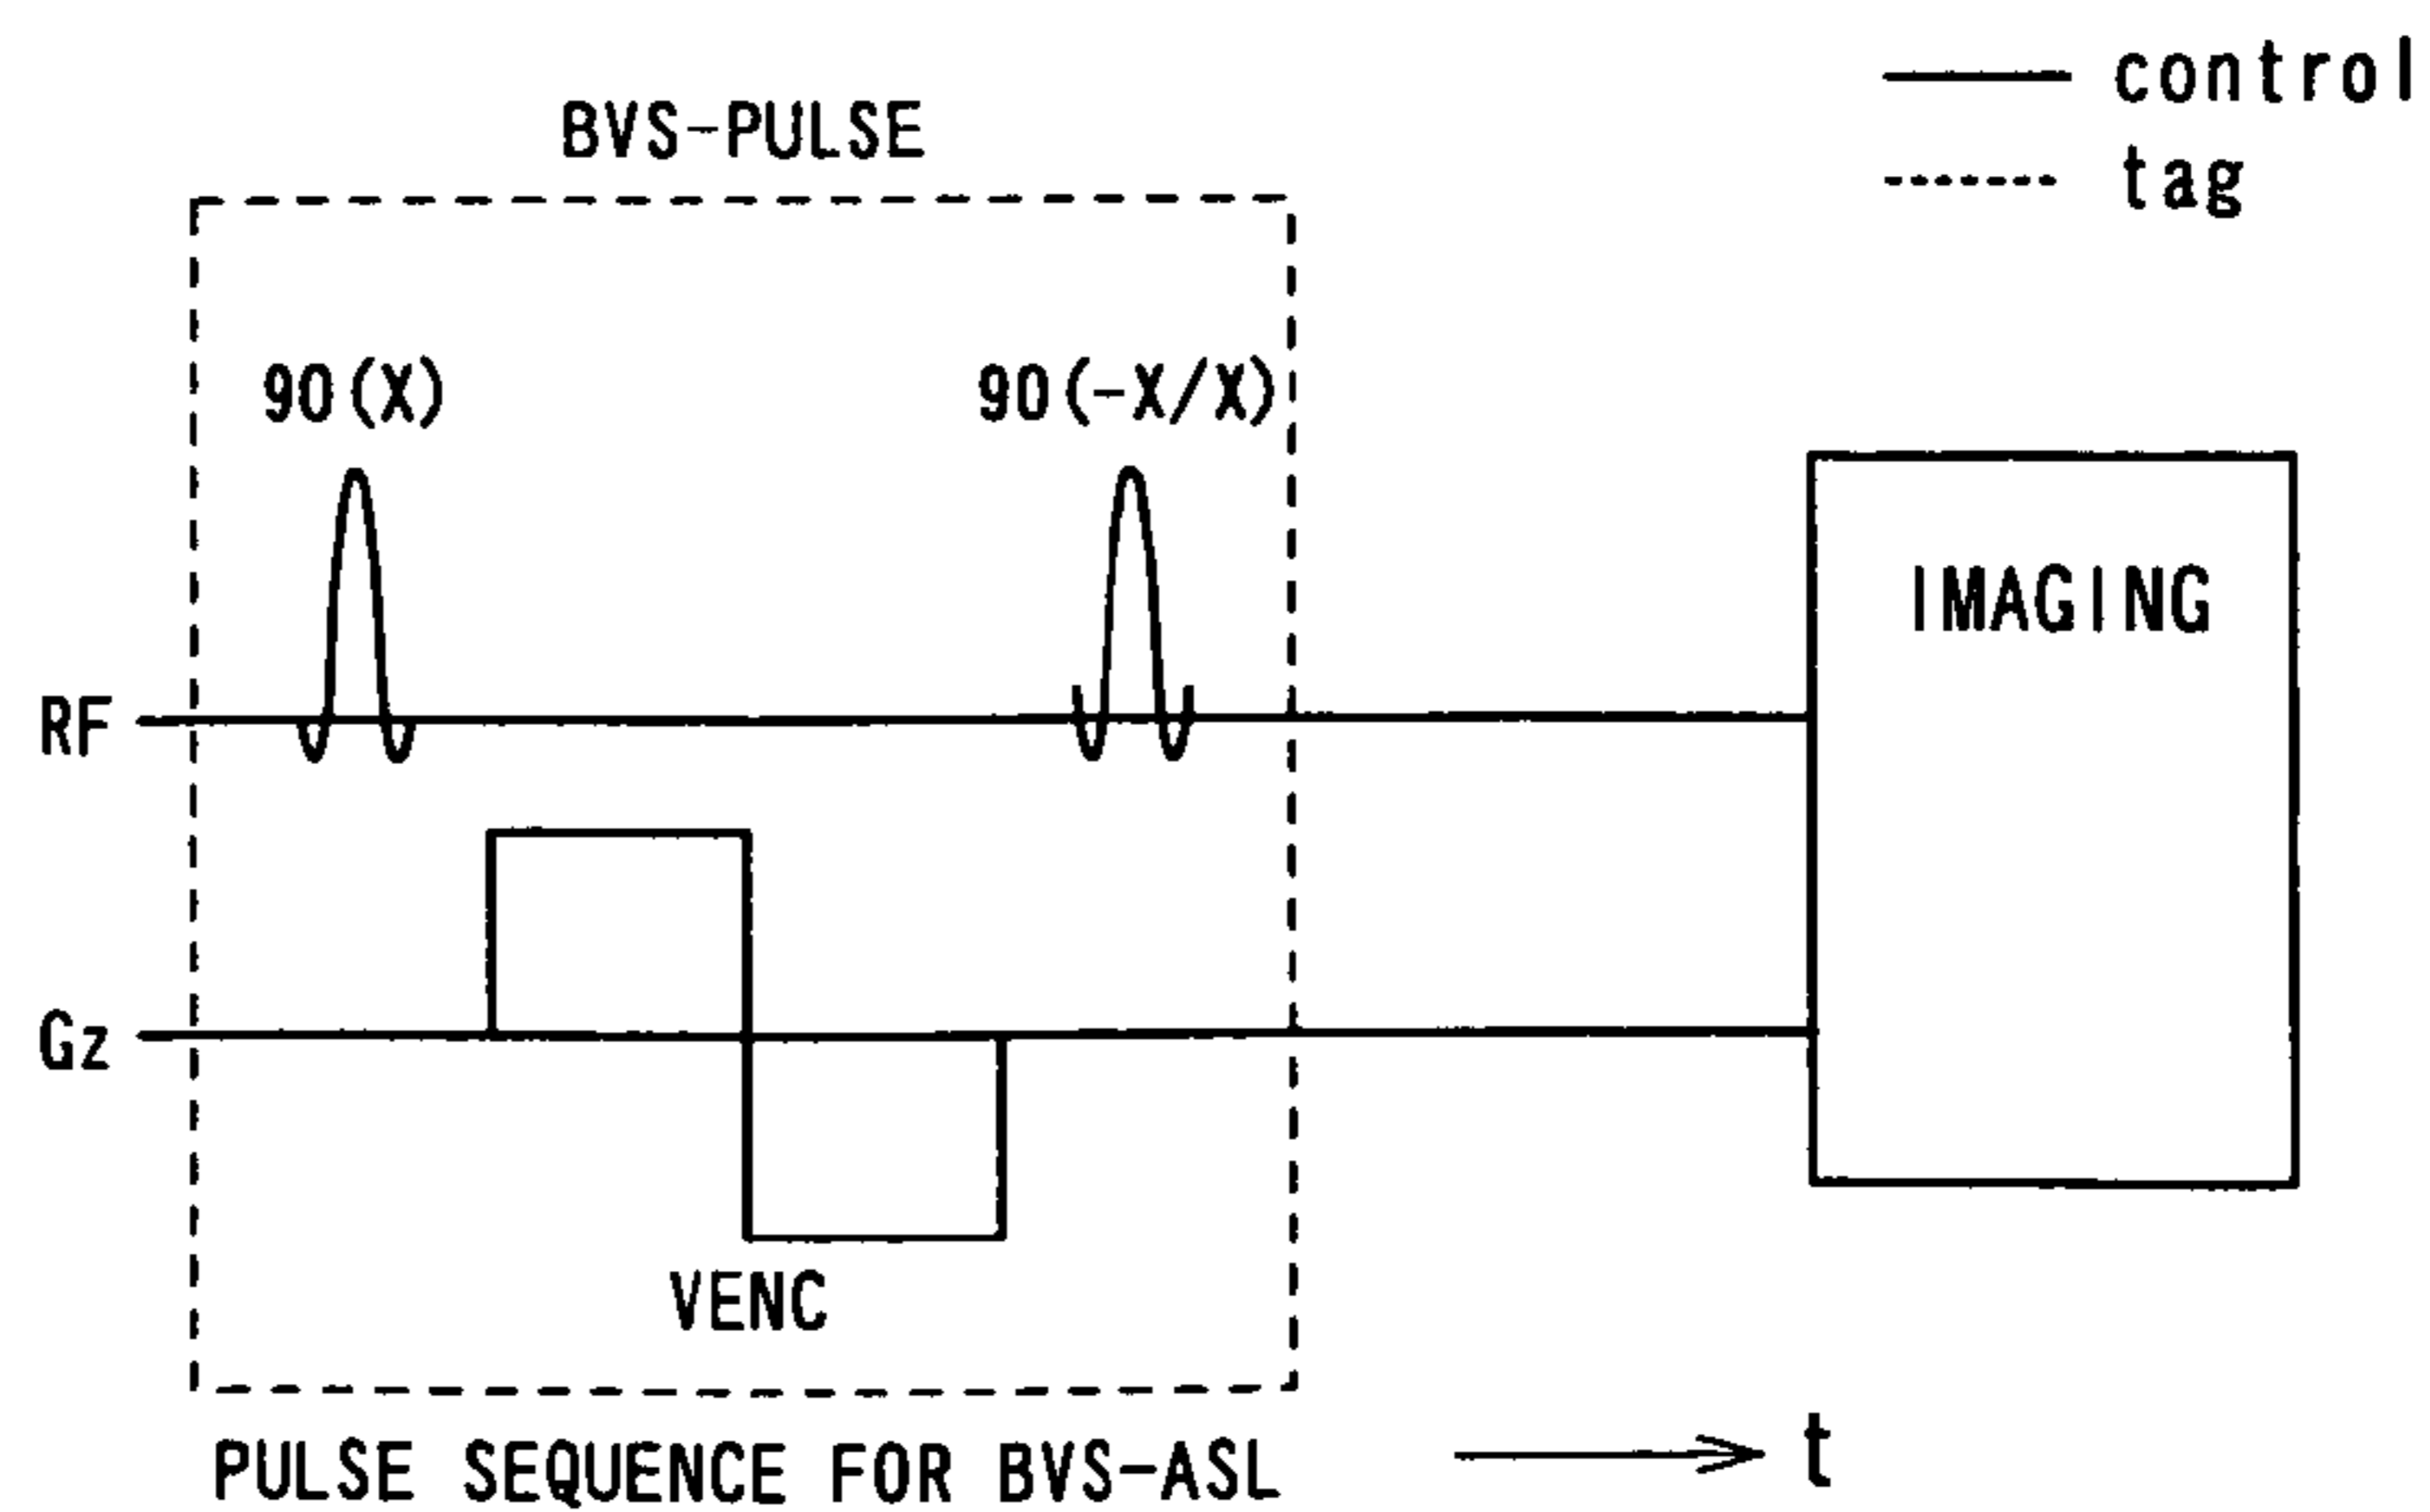 control
BVS-PULSE
tag
90(X)
90(-X/X)
IMAGING
RF
Gz
VENC
t
PULSE SEQUENCE FOR BVS-ASL